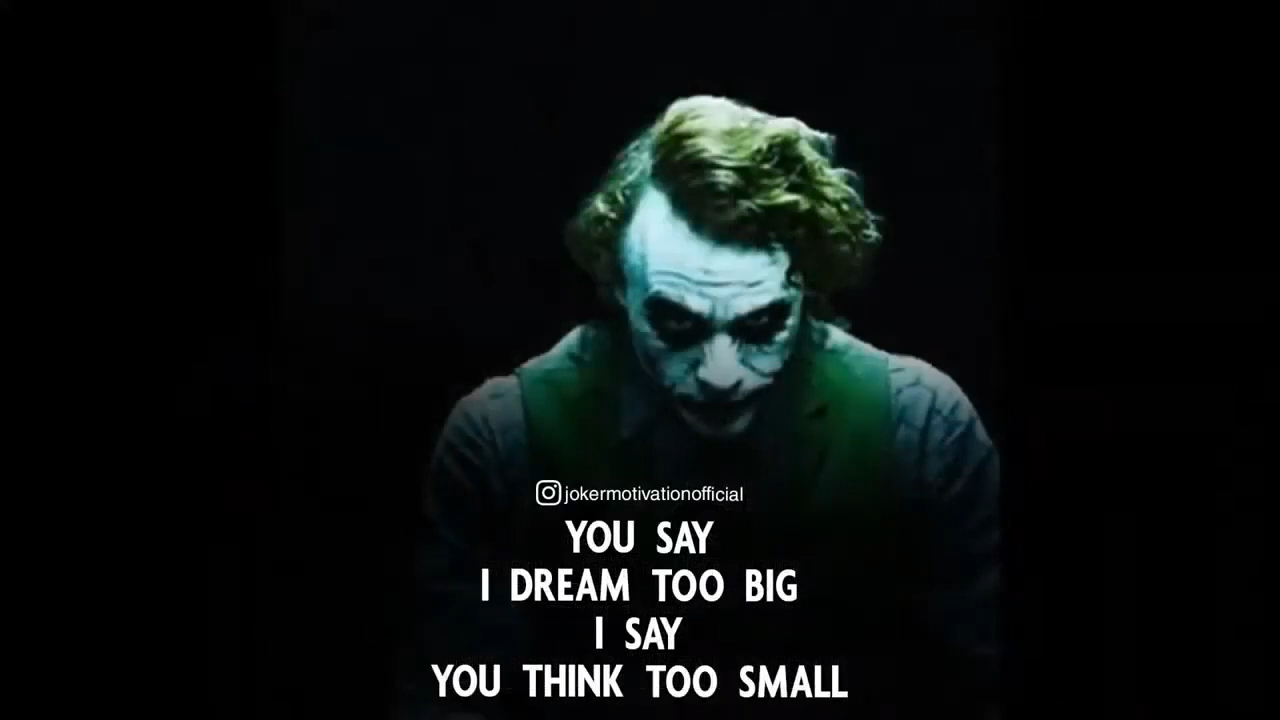 jokermotivationofficial
YOU SAY
I DREAM TOO BIG
I SAY
YOU THINK TOO SMALL